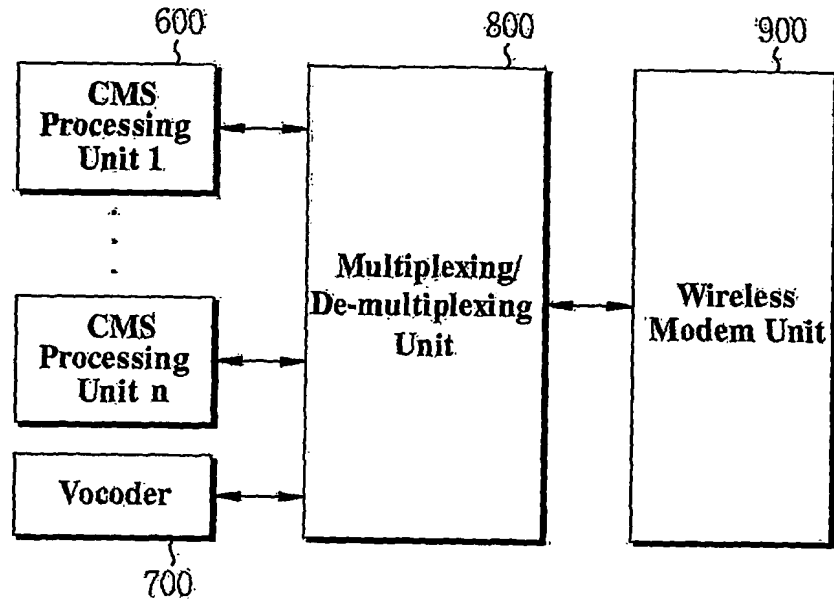 600
800
900
CMS
Processing
Unit 1
Multiplexing/
De-multiplexing
Unit
Wireless
Modem Unit
CMS
Processing
Unit n
Vocoder
700